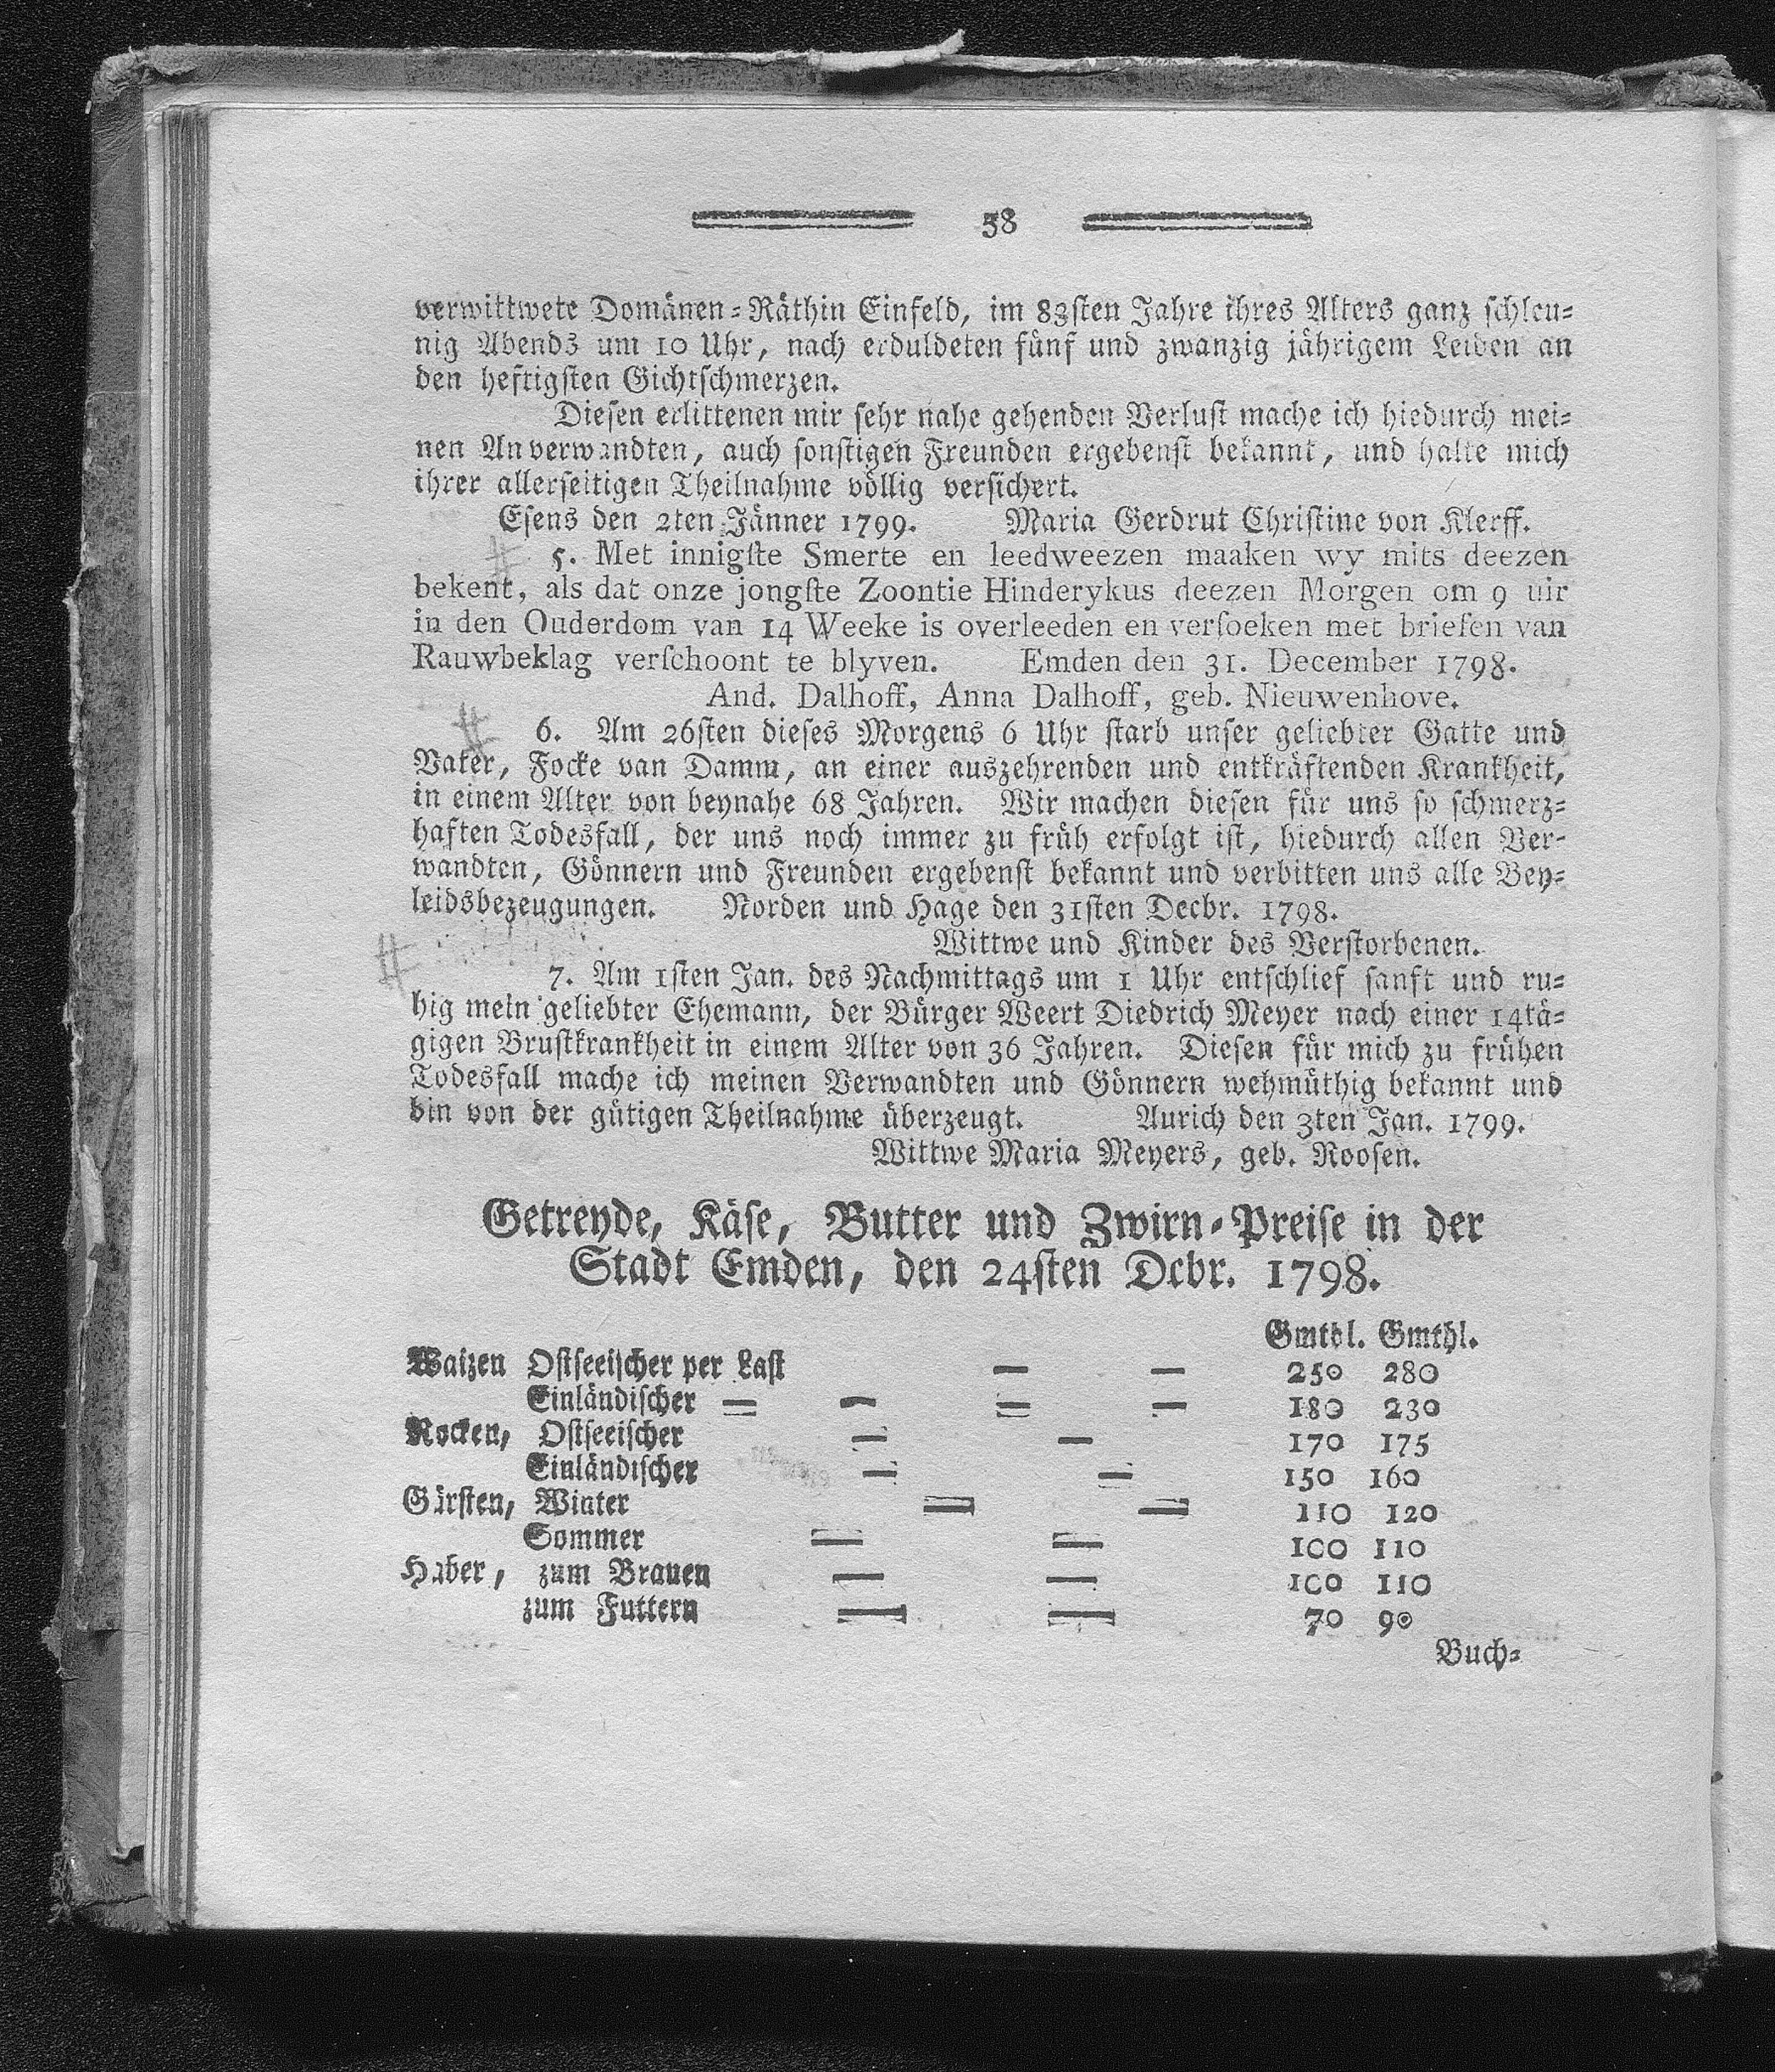 58
verwittwete Domänen-Räthin Einfeld, im 83sten Jahre ihres Alters ganz schleu-
nig Abends um 10 Uhr, nach erduldeten fünf und zwanzig jährigem Leiden an
den heftigsten Gichtschmerzen.
Diesen erlittenen mir sehr nahe gehenden Verlust mache ich hiedurch mei-
nen Anverwandten, auch sonstigen Freunden ergebenst bekannt, und halte mich
ihrer allerseitigen Theilnahme völlig versichert.
Esens den 2ten Jänner 1799. Maria Gerdrut Christine von Klerff.
5. Met innigste Smerte en leedweezen maaken wy mits deezen
bekent, als dat onze jongste Zoontie Hinderykus deezen Morgen om 9 uir
in den Ouderdom van 14 Weeke is overleeden en versoeken met briefen van
Rauwbeklag verschoont te blyven. Emden den 31. December 1798.
And. Dalhoff, Anna Dalhoff, geb. Nieuwenhove.
6. Am 26sten dieses Morgens 6 Uhr starb unser geliebter Gatte und
Vater, Focke van Damm, an einer auszehrenden und entkräftenden Krankheit,
in einem Alter von beynahe 68 Jahren. Wir machen diesen für uns so schmerz-
haften Todesfall, der uns noch immer zu früh erfolgt ist, hiedurch allen Ver-
wandten, Gönnern und Freunden ergebenst bekannt und verbitten uns alle Bey-
leidsbezeugungen. Norden und Hage den 31sten Decbr. 1798.
Wittwe und Kinder des Verstorbenen.
7. Am 1sten Jan. des Nachmittags um 1 Uhr entschlief sanft und ru-
hig mein geliebter Ehemann, der Bürger Weert Diedrich Meyer nach einer 14tä-
gigen Brustkrankheit in einem Alter von 36 Jahren. Diesen für mich zu frühen
Todesfall mache ich meinen Verwandten und Gönnern wehmüthig bekannt und
bin von der gütigen Theilnahme überzeugt. Aurich den 3ten Jan. 1799.
Wittwe Maria Meyers, geb. Roosen.
Getreyde, Käse, Butter und Zwirn-Preise in der
Stadt Emden, den 24sten Dcbr. 1798.
Gmthl. Gmthl.
Waizen Ostseeischer per Last — — 250 280
Einländischer = — = — 180 230
Rocken, Ostseeischer — — 170 175
Einländischer — — 150 160
Gärsten, Winter — — 110 120
Sommer — — 100 110
Haber, zum Brauen — — 100 110
zum Futtern — — 70 90
Buch-